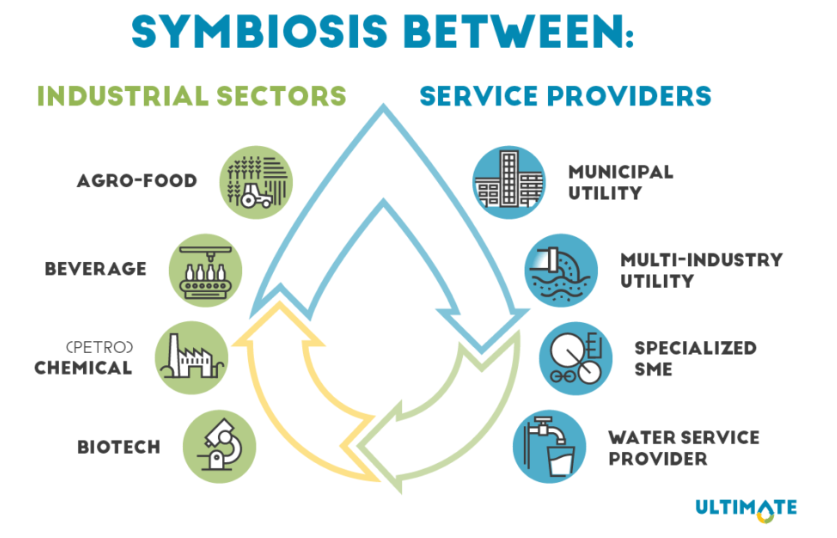 SYMBIOSIS BETWEEN:
INDUSTRIAL SECTORS
AGRO-FOOD
BEVERAGE
(PETRO)
CHEMICAL
BIOTECH
SERVICE PROVIDERS
MUNICIPAL
UTILITY
MULTI-INDUSTRY
UTILITY
SPECIALIZED
SME
WATER SERVICE
PROVIDER
ULTIMATE